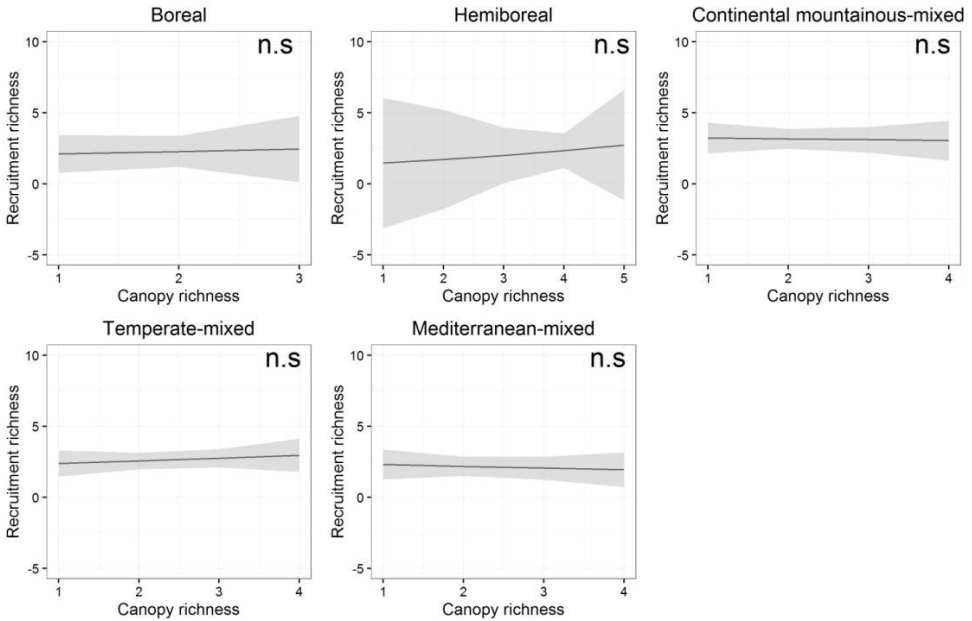 Boreal
n.s
Recruitment richness
10
5
0
-5
1 2 3
Canopy richness
Hemiboreal
n.s
Recruitment richness
10
5
0
-5
1 2 3 4 5
Canopy richness
Continental mountainous-mixed
n.s
Recruitment richness
10
5
0
-5
1 2 3 4
Canopy richness
Temperate-mixed
n.s
Recruitment richness
10
5
0
-5
1 2 3 4
Canopy richness
Mediterranean-mixed
n.s
Recruitment richness
10
5
0
-5
1 2 3 4
Canopy richness